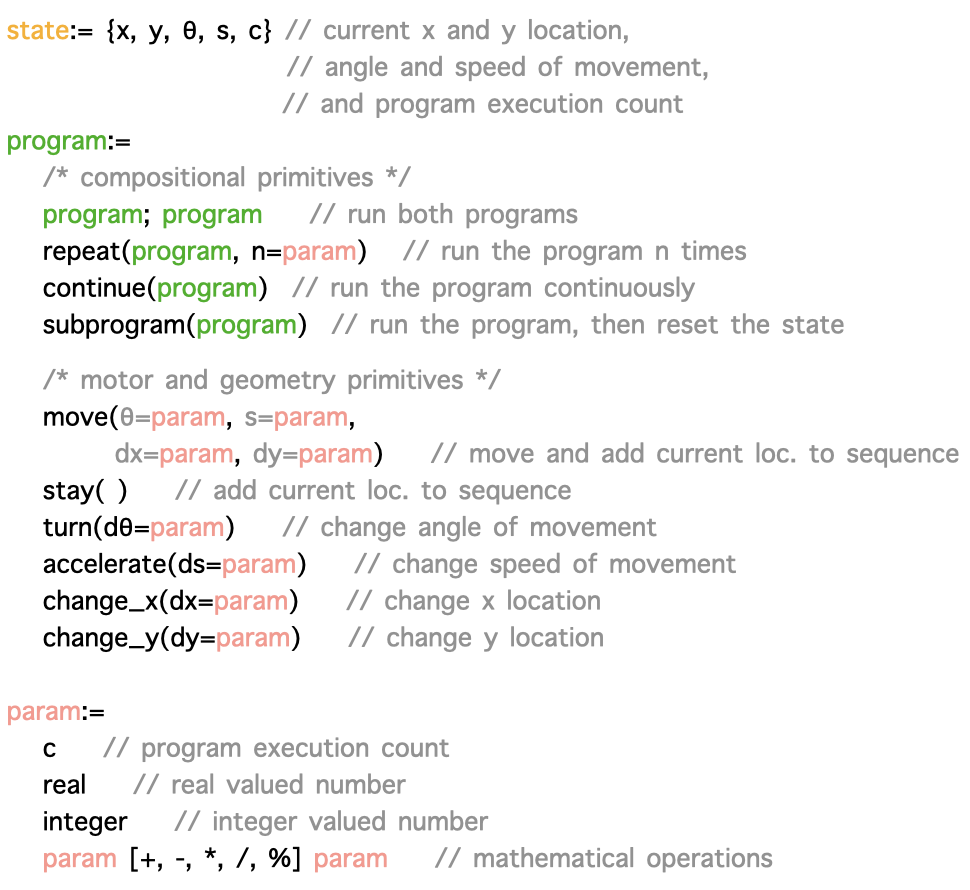 state:= {x, y, θ, s, c} // current x and y location,
// angle and speed of movement,
// and program execution count
program:=
/* compositional primitives */
program; program // run both programs
repeat(program, n=param) // run the program n times
continue(program) // run the program continuously
subprogram(program) // run the program, then reset the state
/* motor and geometry primitives */
move(θ=param, s=param,
dx=param, dy=param) // move and add current loc. to sequence
stay( ) // add current loc. to sequence
turn(dθ=param) // change angle of movement
accelerate(ds=param) // change speed of movement
change_x(dx=param) // change x location
change_y(dy=param) // change y location
param:=
c // program execution count
real // real valued number
integer // integer valued number
param [+, -, *, /, %] param // mathematical operations